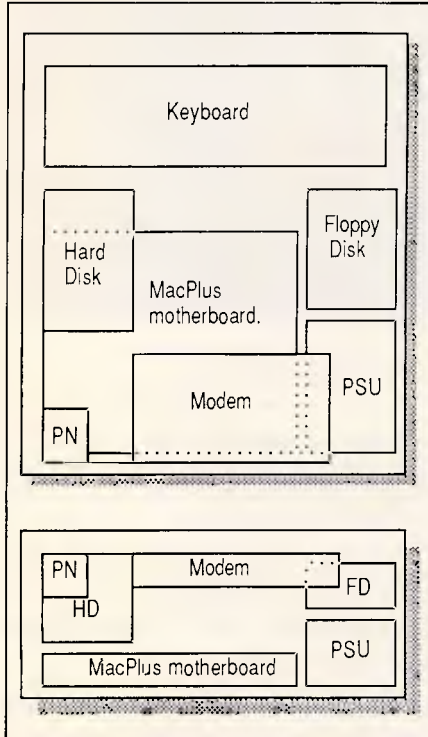 Keyboard
Hard
Disk
Floppy
Disk
MacPlus
motherboard.
Modem
PSU
PN
PN
Modem
FD
HD
PSU
MacPlus motherboard